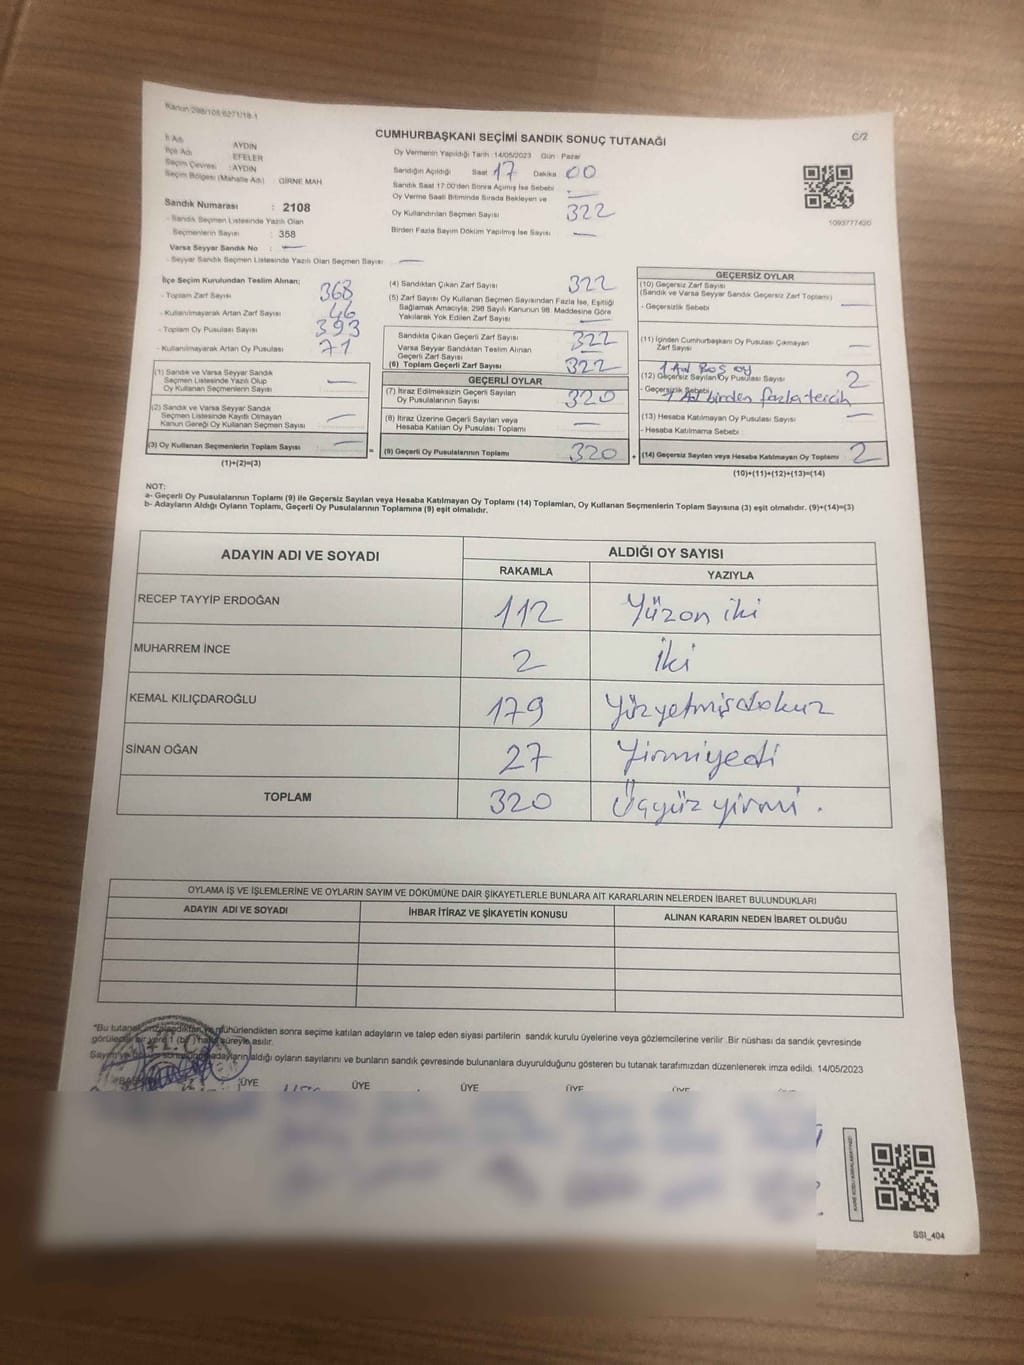 Kanun 298/105-6271/18-1
C/2
CUMHURBAŞKANI SEÇİMİ SANDIK SONUÇ TUTANAĞI
İl Adı AYDIN
İlçe Adı EFELER
Seçim Çevresi : AYDIN
Seçim Bölgesi (Mahalle Adı) : GİRNE MAH
Sandık Numarası : 2108
- Sandık Seçmen Listesinde Yazılı Olan
Seçmenlerin Sayısı : 358
Varsa Seyyar Sandık No : —
- Seyyar Sandık Seçmen Listesinde Yazılı Olan Seçmen Sayısı —
Oy Vermenin Yapıldığı Tarih :14/05/2023 Gün : Pazar
Sandığın Açıldığı Saat 17 Dakika 00
Sandık Saat 17:00'den Sonra Açılmış İse Sebebi —
Oy Verme Saati Bitiminde Sırada Bekleyen ve
Oy Kullandırılan Seçmen Sayısı 322
Birden Fazla Sayım Döküm Yapılmış İse Sayısı —
1093777420
İlçe Seçim Kurulundan Teslim Alınan;
- Toplam Zarf Sayısı 368
- Kullanılmayarak Artan Zarf Sayısı 46
- Toplam Oy Pusulası Sayısı 393
- Kullanılmayarak Artan Oy Pusulası 71
(1) Sandık ve Varsa Seyyar Sandık
Seçmen Listesinde Yazılı Olup
Oy Kullanan Seçmenlerin Sayısı —
(2) Sandık ve Varsa Seyyar Sandık
Seçmen Listesinde Kayıtlı Olmayan
Kanun Gereği Oy Kullanan Seçmen Sayısı —
(3) Oy Kullanan Seçmenlerin Toplam Sayısı —
(1)+(2)=(3)
(4) Sandıktan Çıkan Zarf Sayısı 322
(5) Zarf Sayısı Oy Kullanan Seçmen Sayısından Fazla İse, Eşitliği
Sağlamak Amacıyla, 298 Sayılı Kanunun 98. Maddesine Göre
Yakılarak Yok Edilen Zarf Sayısı —
Sandıkta Çıkan Geçerli Zarf Sayısı 322
Varsa Seyyar Sandıktan Teslim Alınan
Geçerli Zarf Sayısı —
(6) Toplam Geçerli Zarf Sayısı 322
GEÇERLİ OYLAR
(7) İtiraz Edilmeksizin Geçerli Sayılan
Oy Pusulalarının Sayısı 320
(8) İtiraz Üzerine Geçerli Sayılan veya
Hesaba Katılan Oy Pusulası Toplamı —
= (9) Geçerli Oy Pusulalarının Toplamı 320
GEÇERSİZ OYLAR
(10) Geçersiz Zarf Sayısı
(Sandık ve Varsa Seyyar Sandık Geçersiz Zarf Toplamı) —
- Geçersizlik Sebebi
(11) İçinden Cumhurbaşkanı Oy Pusulası Çıkmayan
Zarf Sayısı —
1 Ad Boş oy
(12) Geçersiz Sayılan Oy Pusulası Sayısı 2
- Geçersizlik Sebebi 1 Ad birden fazla tercih
(13) Hesaba Katılmayan Oy Pusulası Sayısı —
- Hesaba Katılmama Sebebi
+ (14) Geçersiz Sayılan veya Hesaba Katılmayan Oy Toplamı 2
(10)+(11)+(12)+(13)=(14)
NOT:
a- Geçerli Oy Pusulalarının Toplamı (9) ile Geçersiz Sayılan veya Hesaba Katılmayan Oy Toplamı (14) Toplamları, Oy Kullanan Seçmenlerin Toplam Sayısına (3) eşit olmalıdır. (9)+(14)=(3)
b- Adayların Aldığı Oyların Toplamı, Geçerli Oy Pusulalarının Toplamına (9) eşit olmalıdır.
ADAYIN ADI VE SOYADI
ALDIĞI OY SAYISI
RAKAMLA YAZIYLA
RECEP TAYYİP ERDOĞAN 112 Yüzon iki
MUHARREM İNCE 2 İki
KEMAL KILIÇDAROĞLU 179 Yüzyetmişdokuz
SİNAN OĞAN 27 Yirmiyedi
TOPLAM 320 Üçyüz yirmi .
OYLAMA İŞ VE İŞLEMLERİNE VE OYLARIN SAYIM VE DÖKÜMÜNE DAİR ŞİKAYETLERLE BUNLARA AİT KARARLARIN NELERDEN İBARET BULUNDUKLARI
ADAYIN ADI VE SOYADI İHBAR İTİRAZ VE ŞİKAYETİN KONUSU ALINAN KARARIN NEDEN İBARET OLDUĞU
"Bu tutanak imzalandıktan ve mühürlendikten sonra seçime katılan adayların ve talep eden siyasi partilerin sandık kurulu üyelerine veya gözlemcilerine verilir. Bir nüshası da sandık çevresinde
görülecek bir yere 1 (bir) hafta süreyle asılır.
adayların aldığı oyların sayılarını ve bunların sandık çevresinde bulunanlara duyurulduğunu gösteren bu tutanak tarafımızdan düzenlenerek imza edildi. 14/05/2023
ÜYE ÜYE ÜYE ÜYE ÜYE
SSI_404